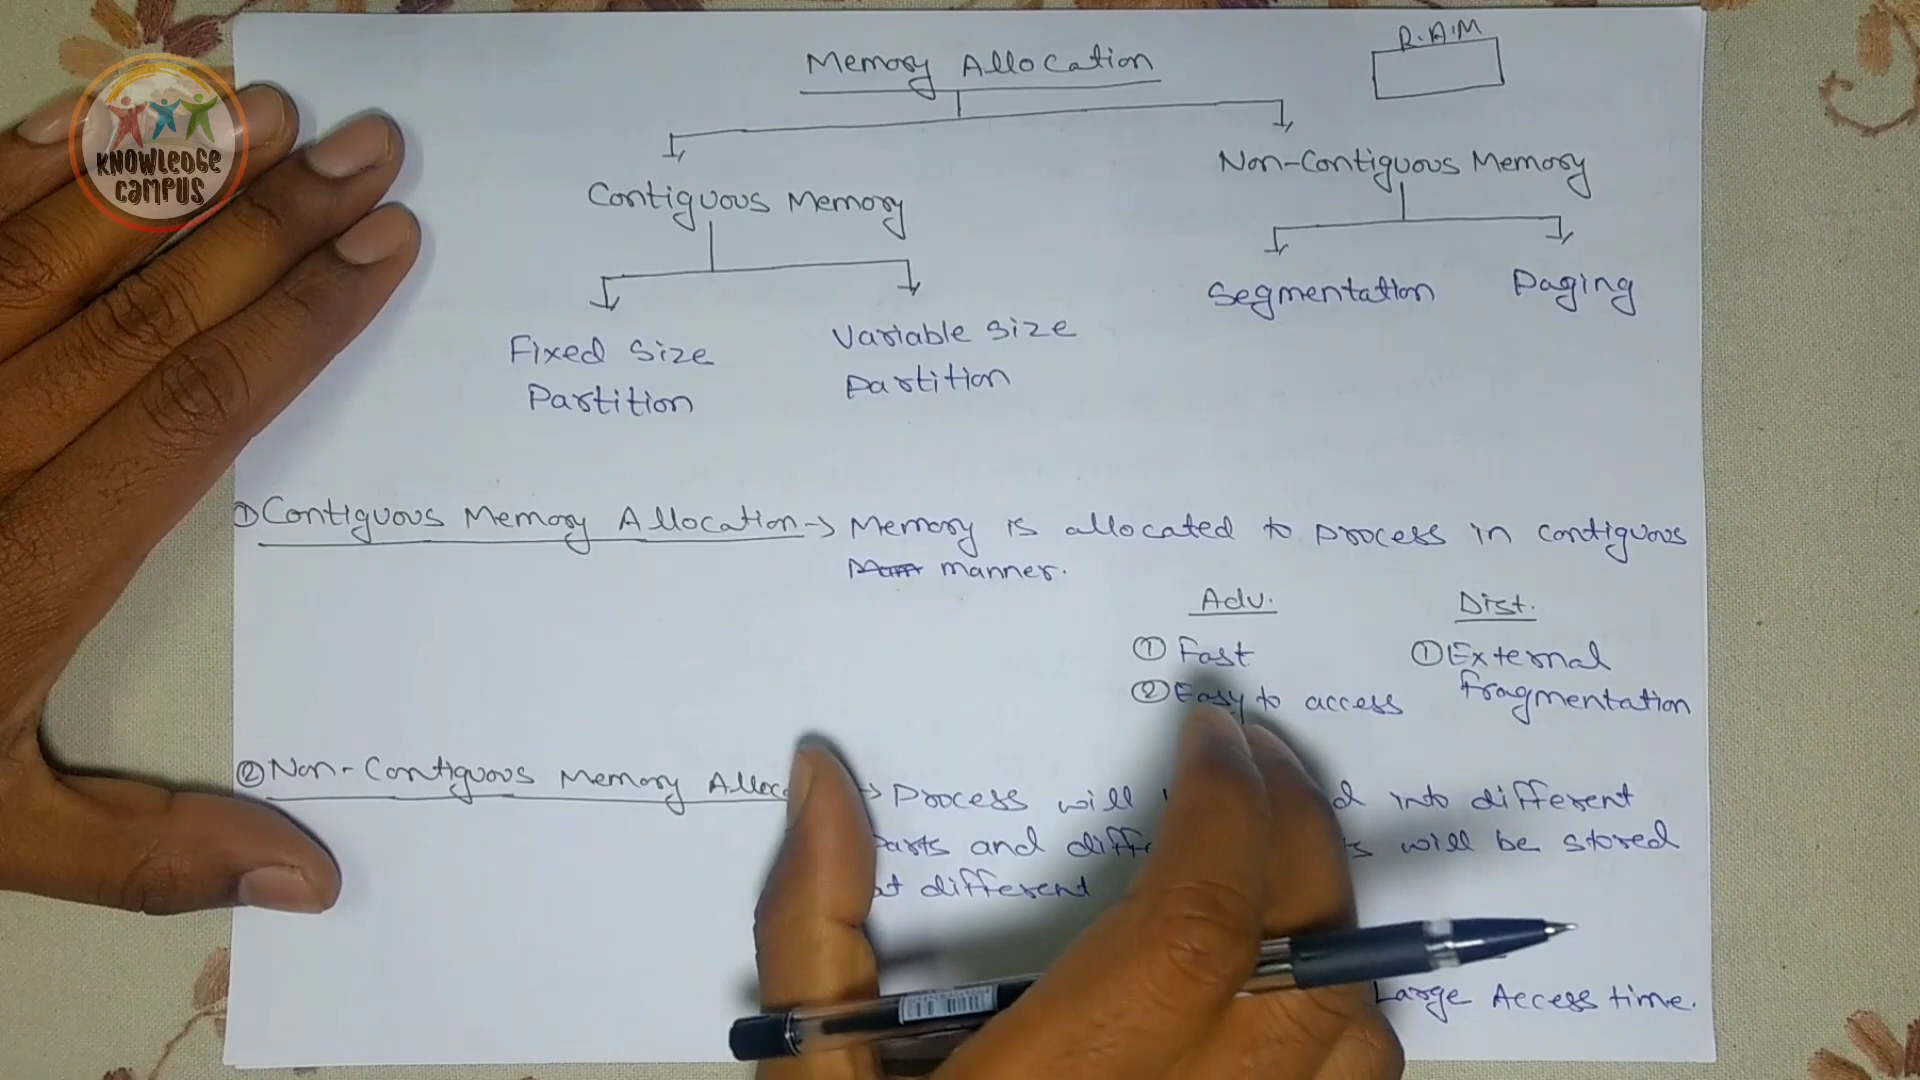 KNOWLEDGE
CAMPUS
R.A.M
Memory Allocation
Contiguous Memory
Non-Contiguous Memory
Fixed Size
Partition
Variable Size
Partition
Segmentation
Paging
① Contiguous Memory Allocation -> Memory is allocated to process in contiguous
manner.
Adv.
① Fast
② Easy to access
Dist.
① External
fragmentation
② Non-Contiguous Memory -> Process will into different
and will be stored
at different
Large Access time.